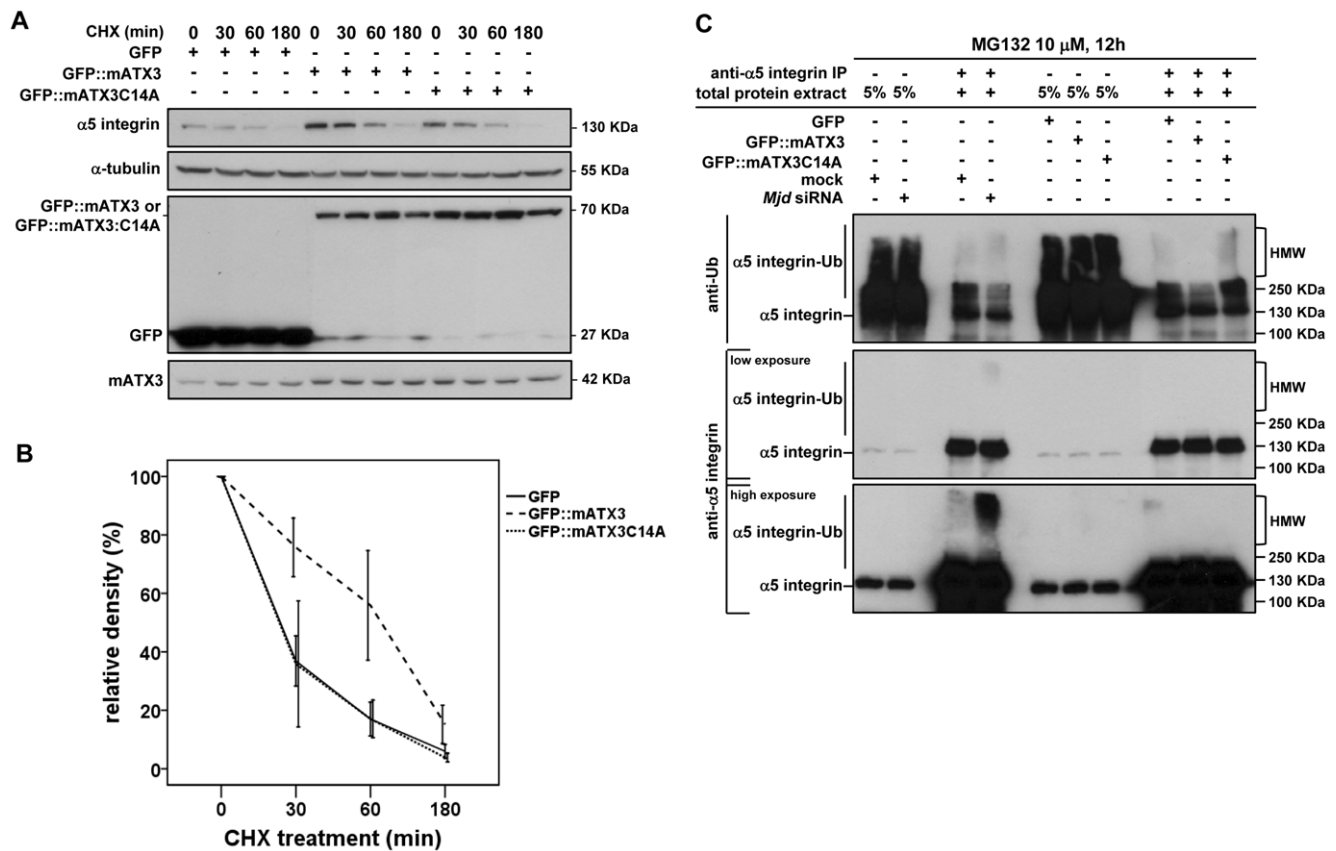 A
CHX (min) 0 30 60 180 0 30 60 180 0 30 60 180
GFP + + + + - - - - - - - -
GFP::mATX3 - - - - + + + + - - - -
GFP::mATX3C14A - - - - - - - - + + + +
α5 integrin - 130 KDa
α-tubulin - 55 KDa
GFP::mATX3 or
GFP::mATX3:C14A - 70 KDa
GFP - 27 KDa
mATX3 - 42 KDa
B
relative density (%)
100
80
60
40
20
0
0 30 60 180
CHX treatment (min)
GFP
GFP::mATX3
GFP::mATX3C14A
C
MG132 10 μM, 12h
anti-α5 integrin IP - - + + - - - + + +
total protein extract 5% 5% + + 5% 5% 5% + + +
GFP - - - - + - - + - -
GFP::mATX3 - - - - - + - - + -
GFP::mATX3C14A - - - - - - + - - +
mock + - + - - - - - - -
Mjd siRNA - + - + - - - - - -
anti-Ub
α5 integrin-Ub
α5 integrin
HMW
250 KDa
130 KDa
100 KDa
anti-α5 integrin
low exposure
α5 integrin-Ub
α5 integrin
HMW
250 KDa
130 KDa
100 KDa
high exposure
α5 integrin-Ub
α5 integrin
HMW
250 KDa
130 KDa
100 KDa